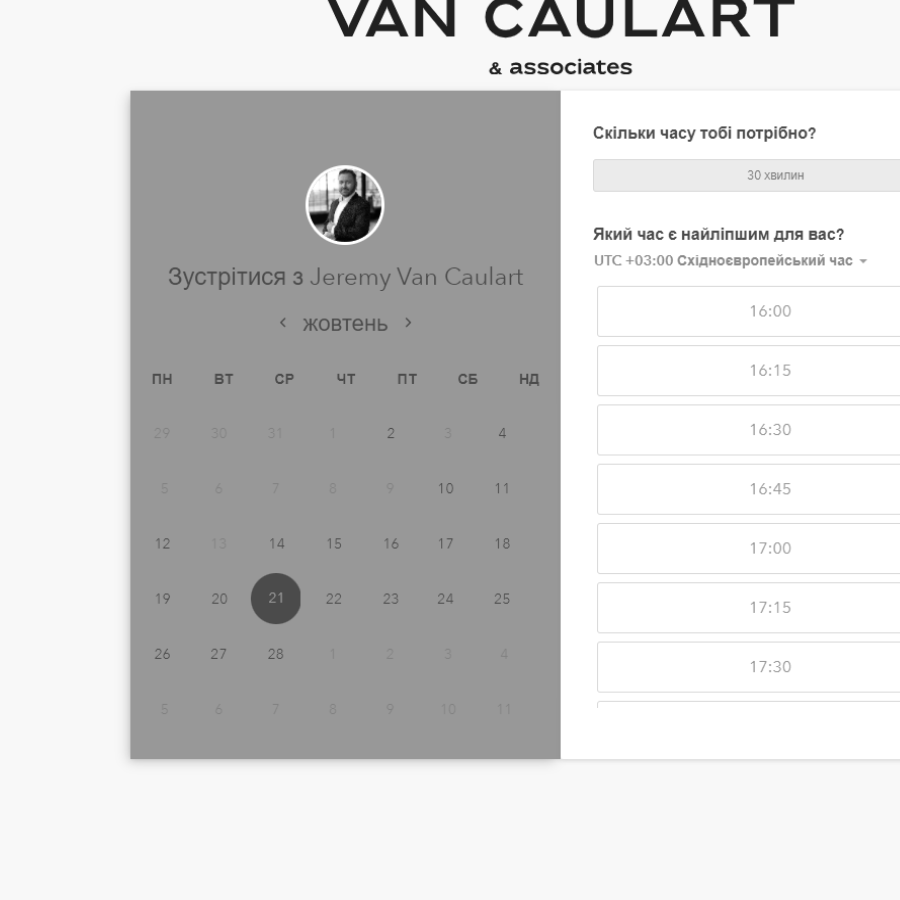 VAN CAULART
& associates
Зустрітися з Jeremy Van Caulart
жовтень
ПН ВТ СР ЧТ ПТ СБ НД
29 30 31 1 2 3 4
5 6 7 8 9 10 11
12 13 14 15 16 17 18
19 20 21 22 23 24 25
26 27 28 1 2 3 4
5 6 7 8 9 10 11
Скільки часу тобі потрібно?
30 хвилин
Який час є найліпшим для вас?
UTC +03:00 Східноєвропейський час
16:00
16:15
16:30
16:45
17:00
17:15
17:30